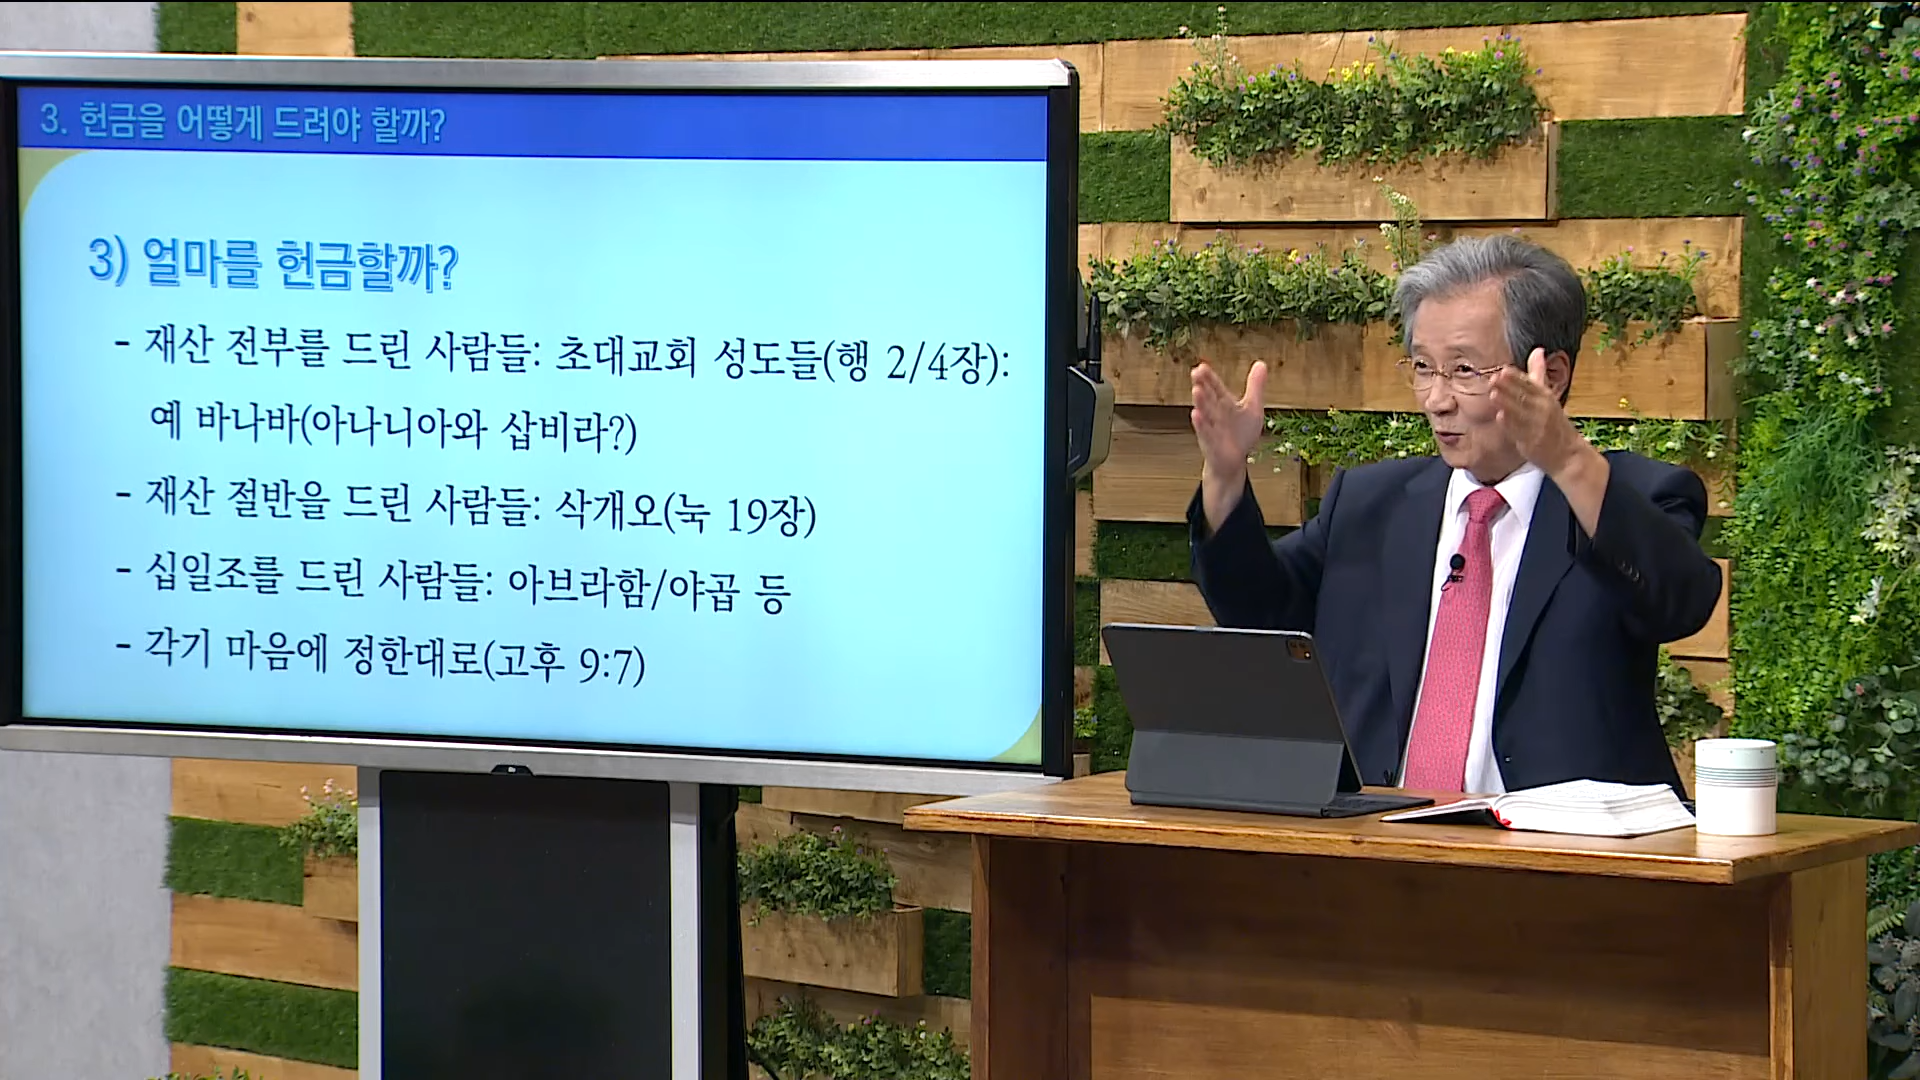 3. 헌금을 어떻게 드려야 할까?
3) 얼마를 헌금할까?
- 재산 전부를 드린 사람들: 초대교회 성도들(행 2/4장):
예 바나바(아나니아와 삽비라?)
- 재산 절반을 드린 사람들: 삭개오(눅 19장)
- 십일조를 드린 사람들: 아브라함/야곱 등
- 각기 마음에 정한대로(고후 9:7)